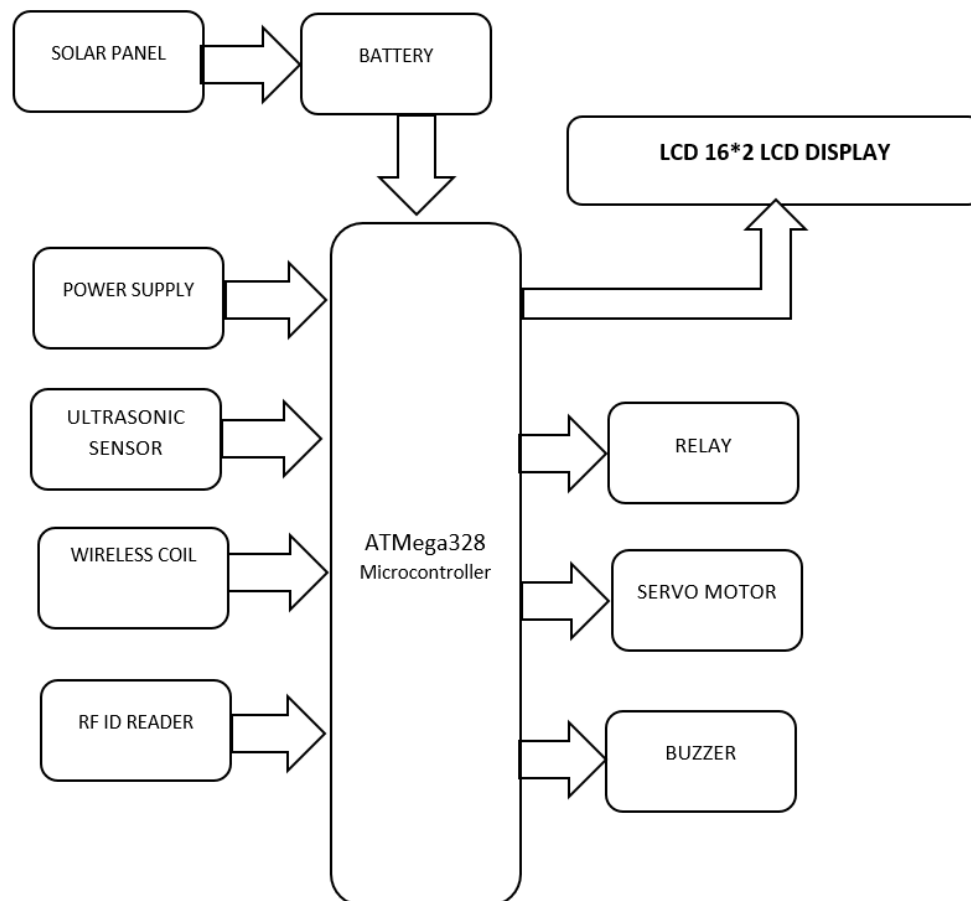 SOLAR PANEL
BATTERY
LCD 16*2 LCD DISPLAY
POWER SUPPLY
ULTRASONIC
SENSOR
RELAY
ATMega328
Microcontroller
WIRELESS COIL
SERVO MOTOR
RF ID READER
BUZZER